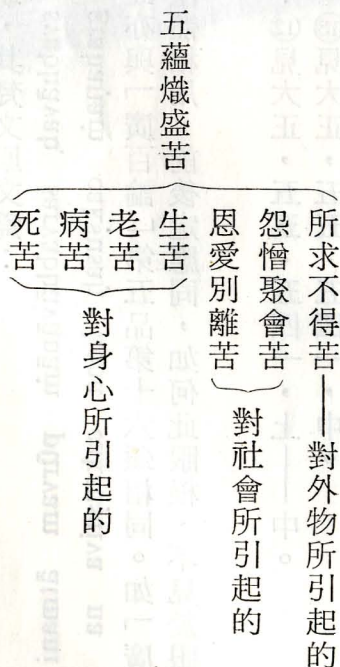 五蘊熾盛苦
所求不得苦—對外物所引起的
怨憎聚會苦
恩愛別離苦
對社會所引起的
生苦
老苦
病苦
死苦
對身心所引起的